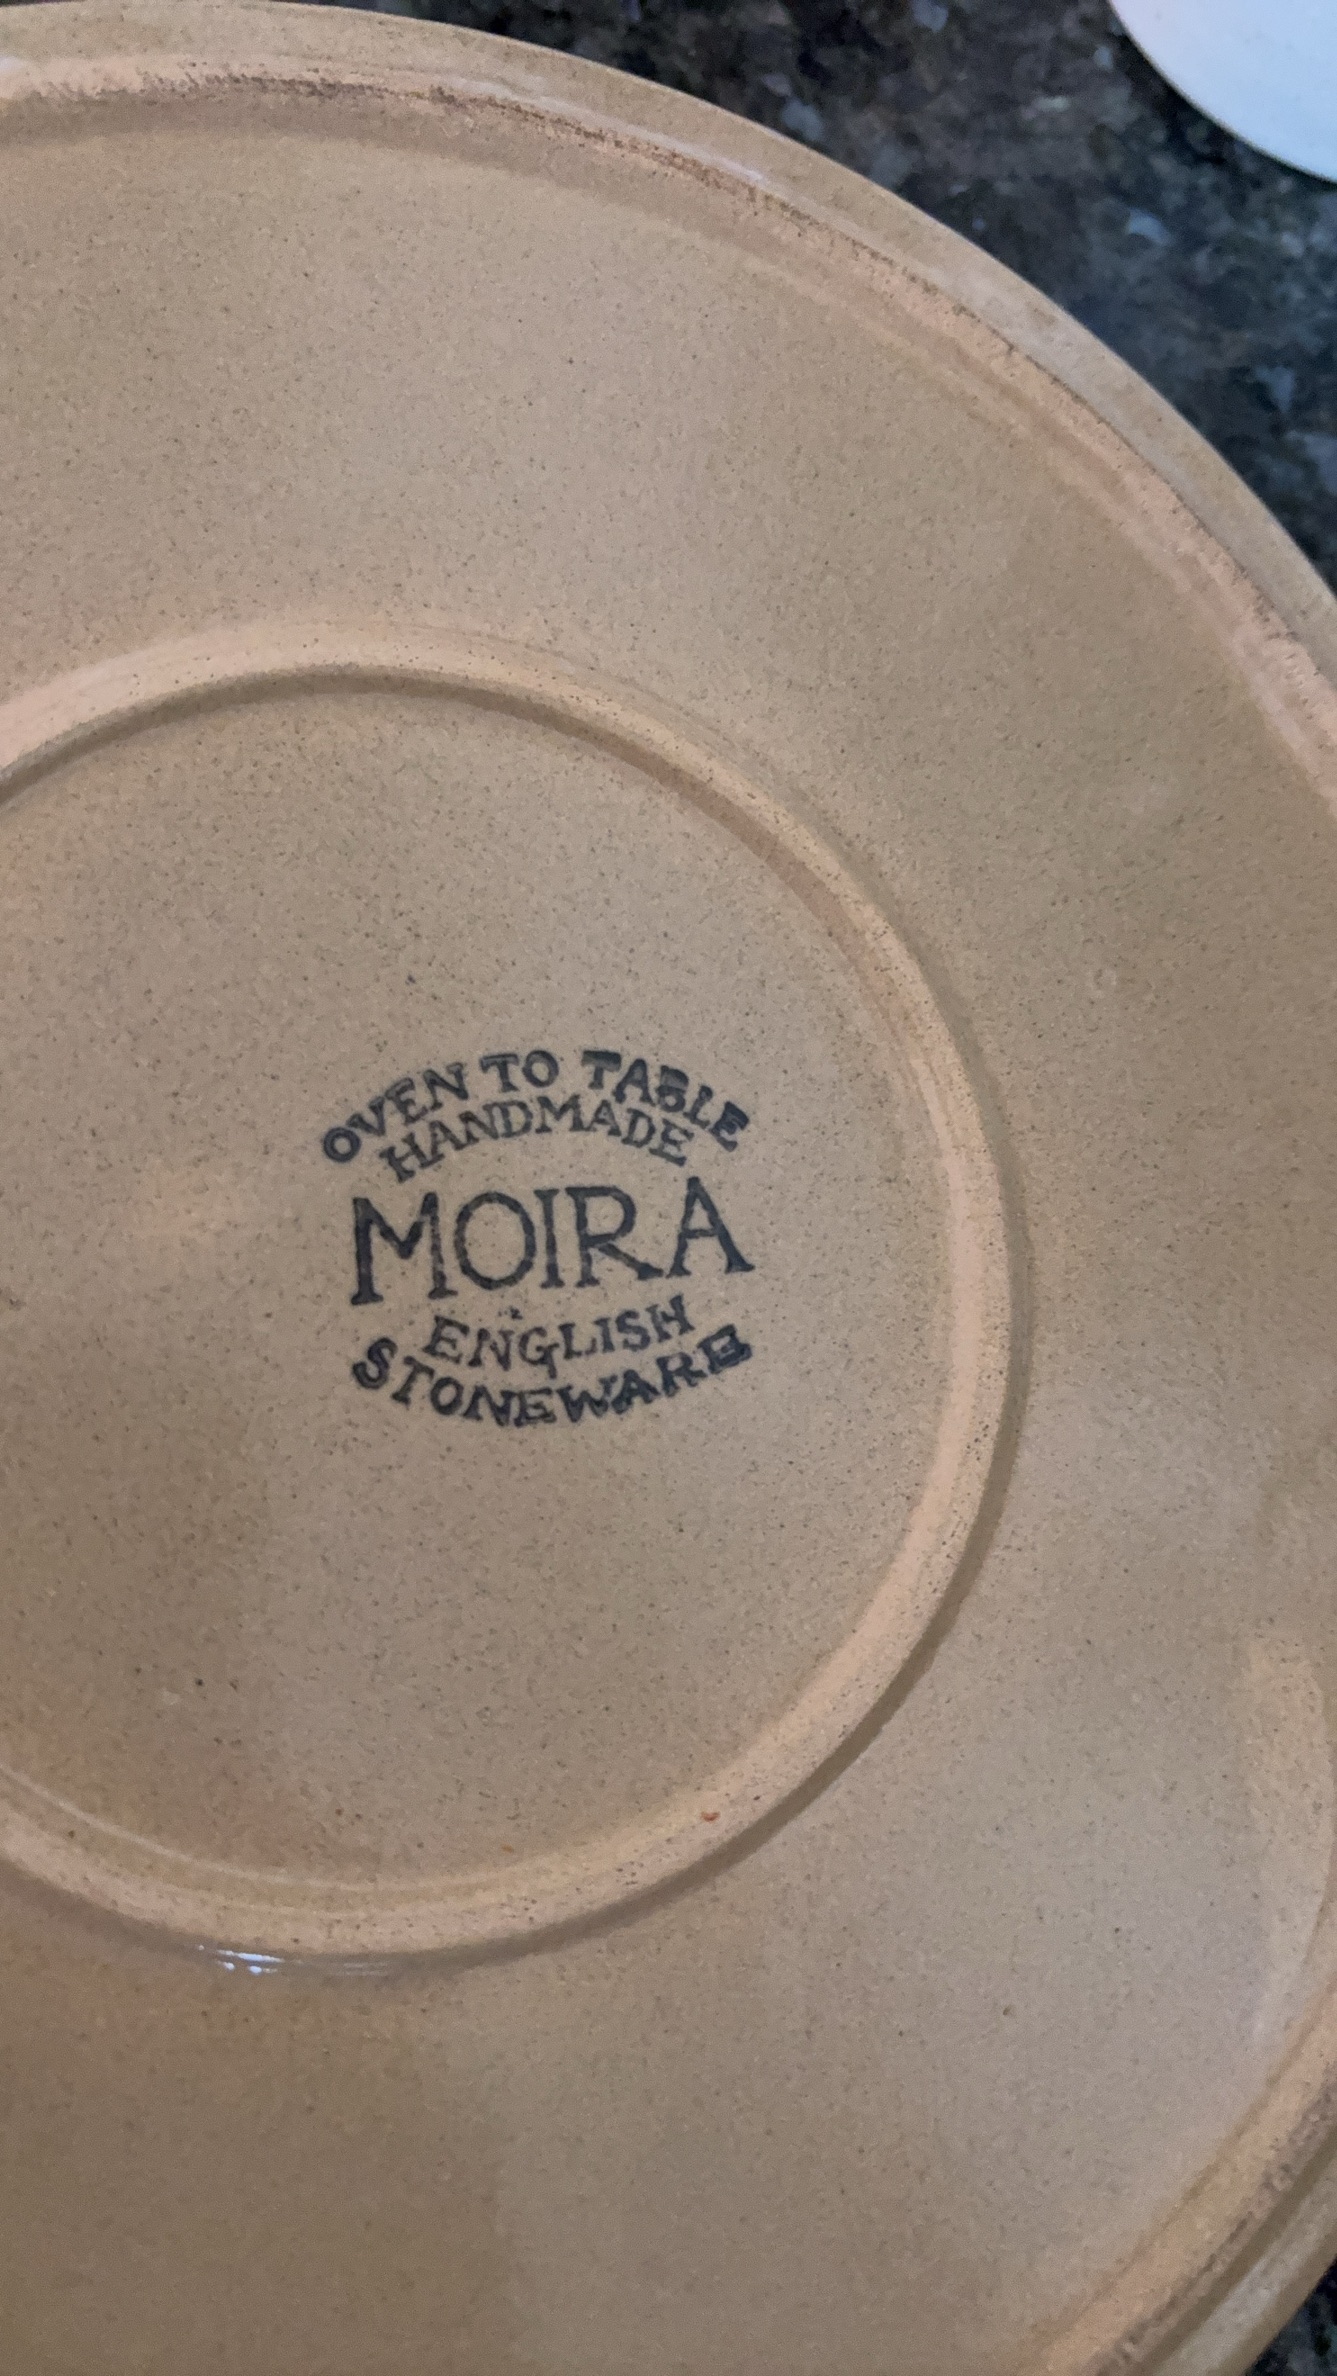 OVEN TO TABLE
HANDMADE
MOIRA
ENGLISH
STONEWARE